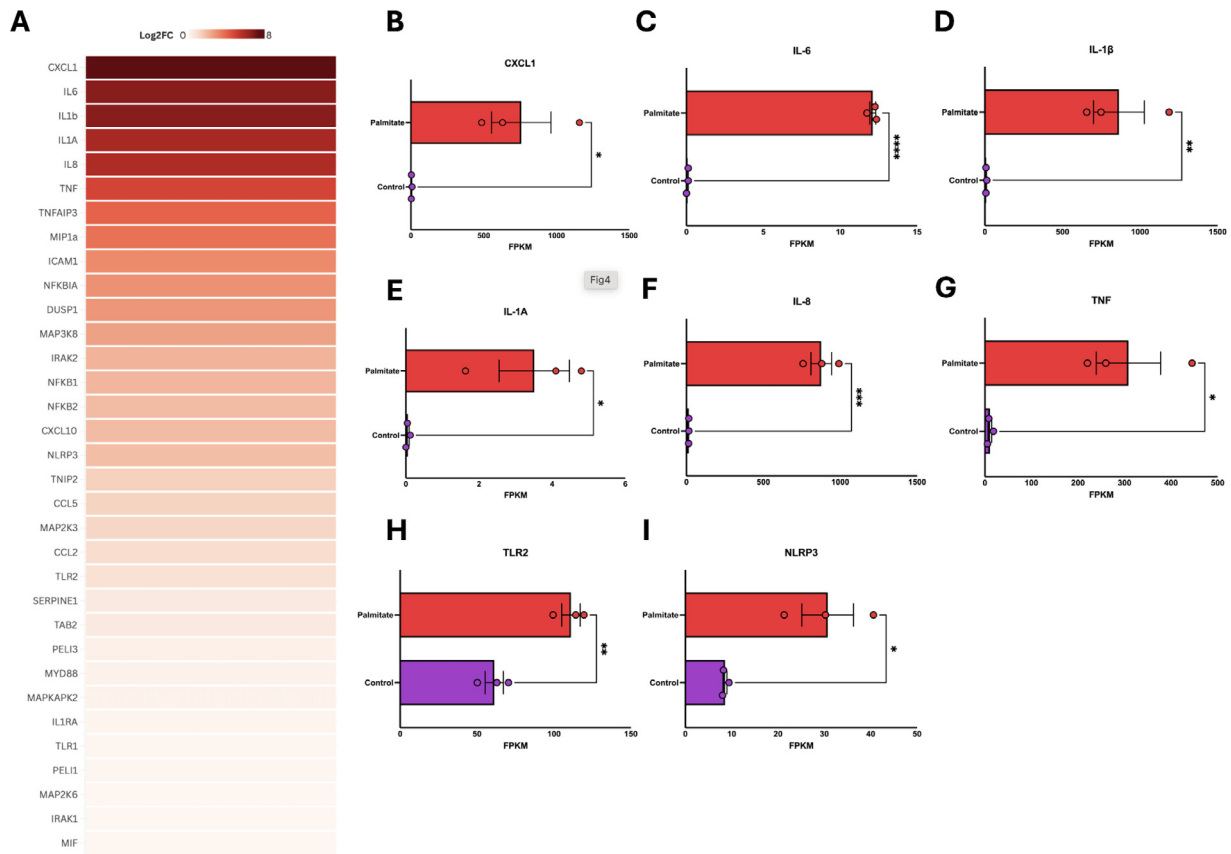 A
Log2FC 0 8
CXCL1
IL6
IL1b
IL1A
IL8
TNF
TNFAIP3
MIP1a
ICAM1
NFKBIA
DUSP1
MAP3K8
IRAK2
NFKB1
NFKB2
CXCL10
NLRP3
TNIP2
CCL5
MAP2K3
CCL2
TLR2
SERPINE1
TAB2
PELI3
MYD88
MAPKAPK2
IL1RA
TLR1
PELI1
MAP2K6
IRAK1
MIF
B
CXCL1
Palmitate
*
Control
0 500 1000 1500
FPKM
C
IL-6
Palmitate
****
Control
0 5 10 15
FPKM
D
IL-1β
Palmitate
**
Control
0 500 1000 1500
FPKM
Fig4
E
IL-1A
Palmitate
*
Control
0 2 4 6
FPKM
F
IL-8
Palmitate
***
Control
0 500 1000 1500
FPKM
G
TNF
Palmitate
*
Control
0 100 200 300 400 500
FPKM
H
TLR2
Palmitate
**
Control
0 50 100 150
FPKM
I
NLRP3
Palmitate
*
Control
0 10 20 30 40 50
FPKM